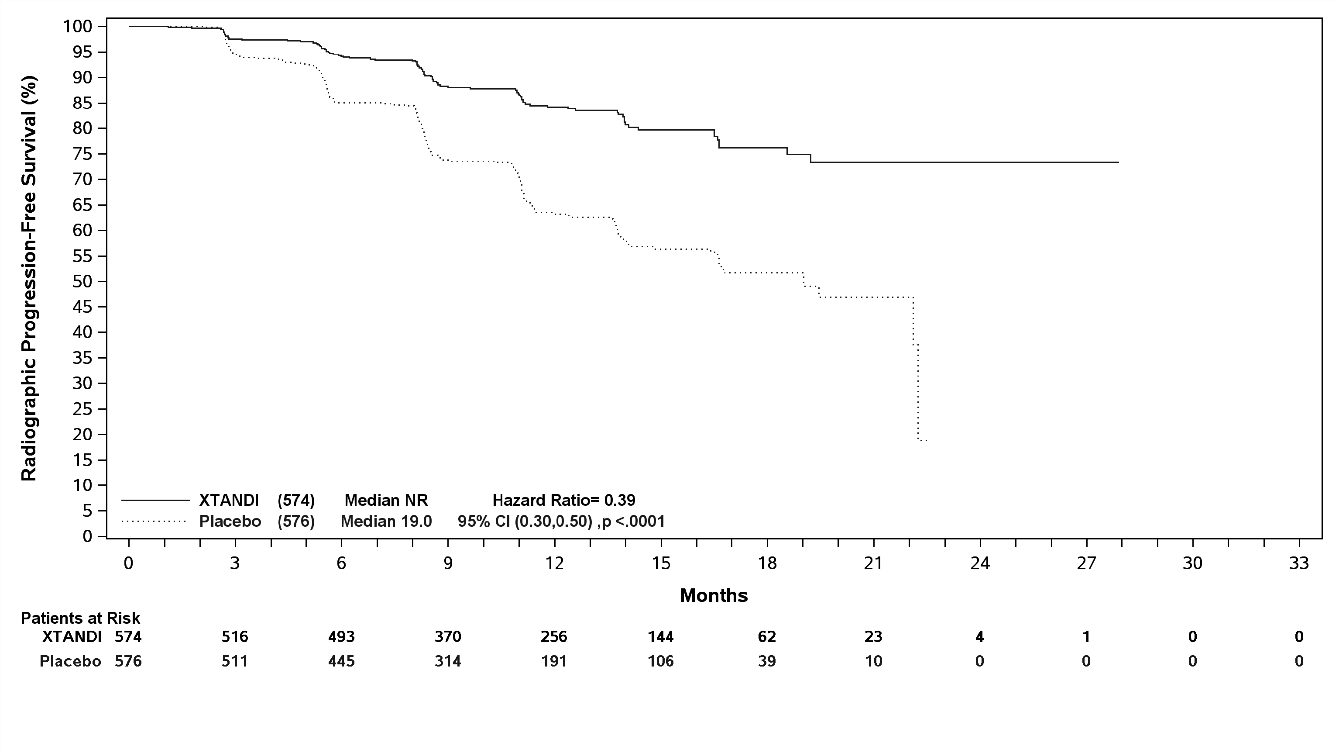 Radiographic Progression-Free Survival (%)
100
95
90
85
80
75
70
65
60
55
50
45
40
35
30
25
20
15
10
5
0
XTANDI (574) Median NR Hazard Ratio= 0.39
Placebo (576) Median 19.0 95% CI (0.30,0.50) ,p <.0001
0 3 6 9 12 15 18 21 24 27 30 33
Months
Patients at Risk
XTANDI 574 516 493 370 256 144 62 23 4 1 0 0
Placebo 576 511 445 314 191 106 39 10 0 0 0 0